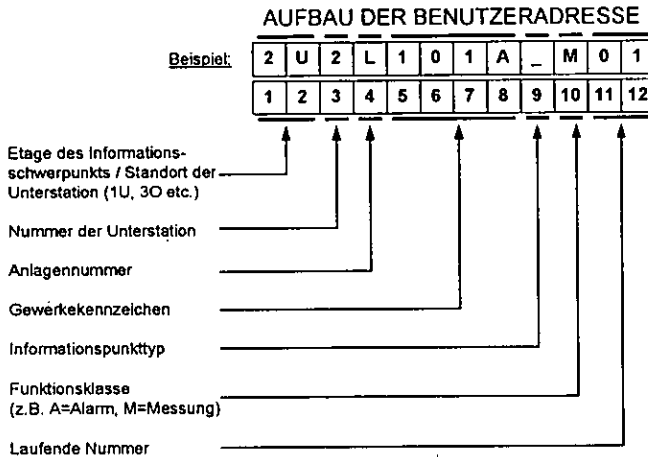 AUFBAU DER BENUTZERADRESSE
Beispiel: 2 U 2 L 1 0 1 A _ M 0 1
1 2 3 4 5 6 7 8 9 10 11 12
Etage des Informations-
schwerpunkts / Standort der
Unterstation (1U, 3O etc.)
Nummer der Unterstation
Anlagennummer
Gewerkekennzeichen
Informationspunkttyp
Funktionsklasse
(z.B. A=Alarm, M=Messung)
Laufende Nummer